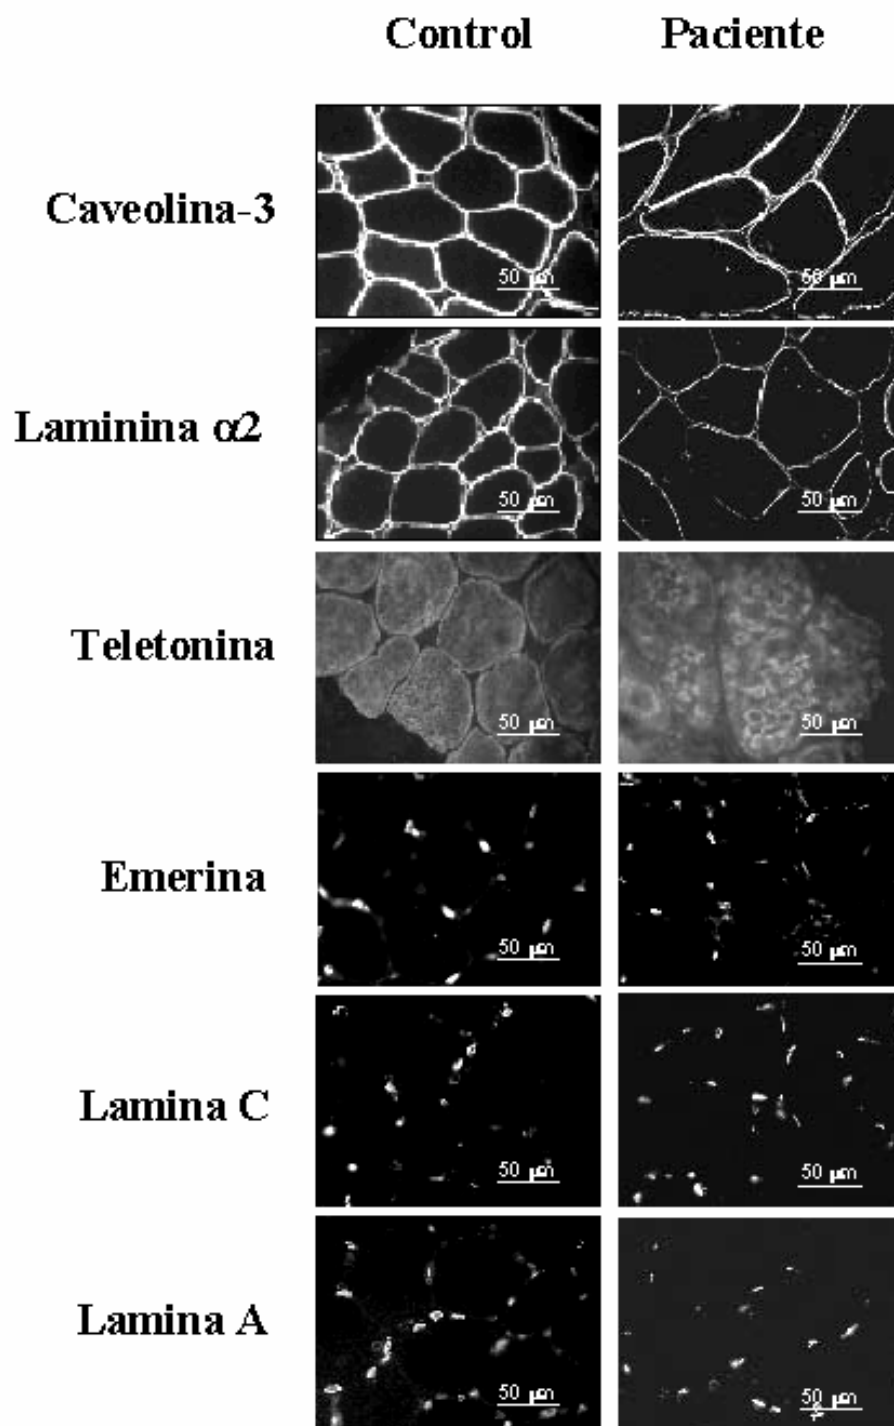 Control Paciente
Caveolina-3
50 µm 50 µm
Laminina α2
50 µm 50 µm
Teletonina
50 µm 50 µm
Emerina
50 µm 50 µm
Lamina C
50 µm 50 µm
Lamina A
50 µm 50 µm